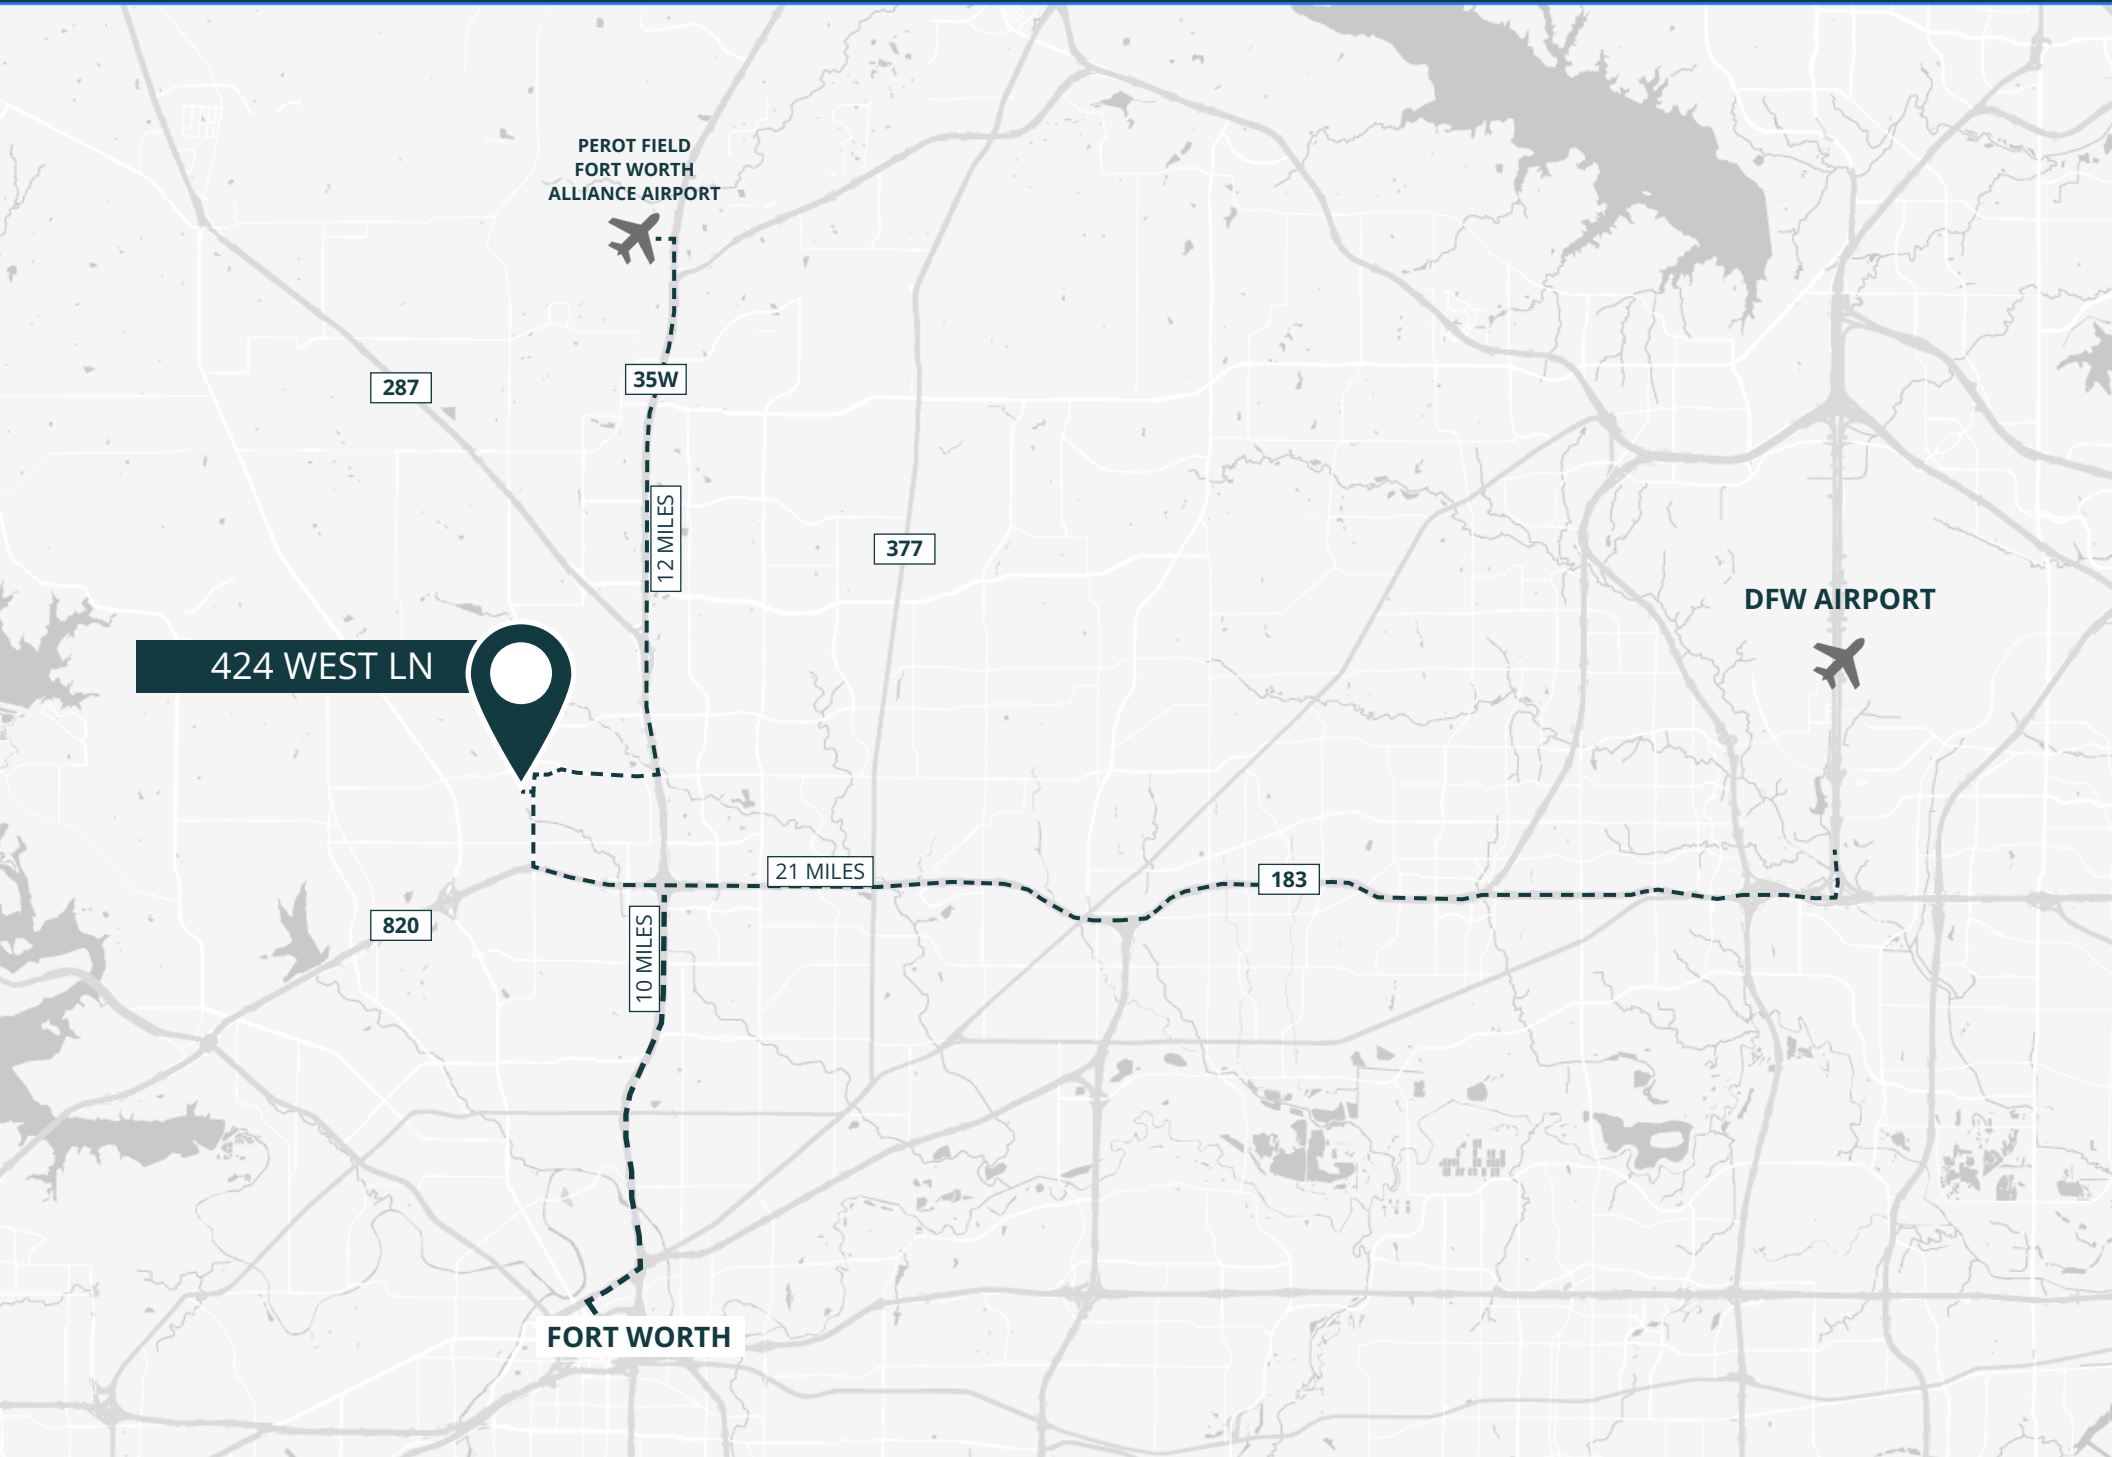 PEROT FIELD
FORT WORTH
ALLIANCE AIRPORT
287
35W
12 MILES
377
DFW AIRPORT
424 WEST LN
21 MILES
183
820
10 MILES
FORT WORTH